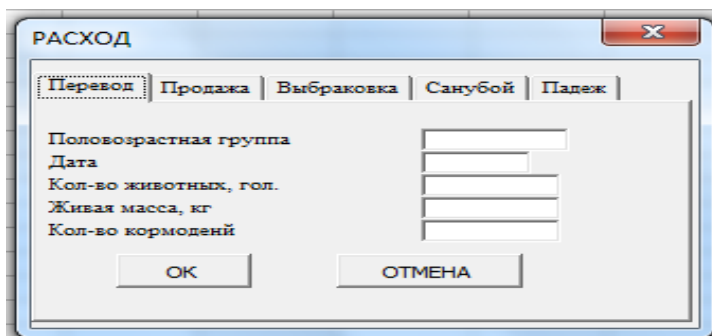 РАСХОД
Перевод Продажа Выбраковка Санубой Падеж
Половозрастная группа
Дата
Кол-во животных, гол.
Живая масса, кг
Кол-во кормоденй
ОК ОТМЕНА